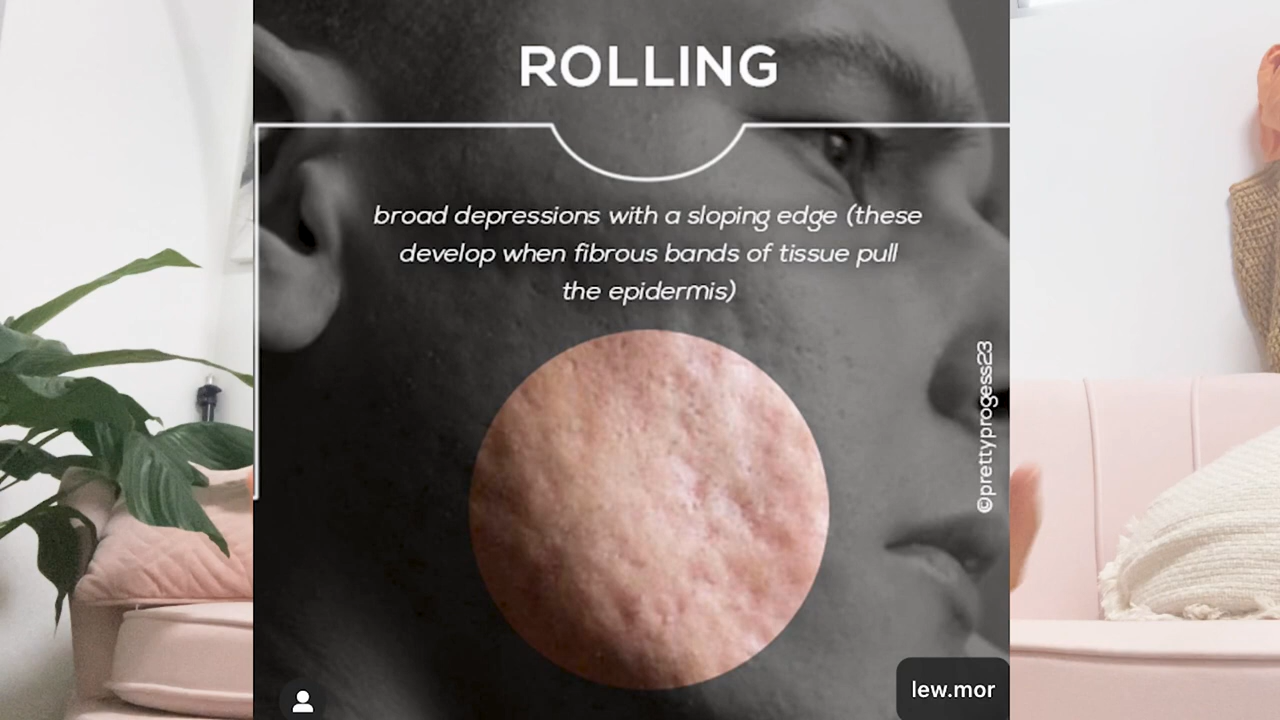 ROLLING
broad depressions with a sloping edge (these
develop when fibrous bands of tissue pull
the epidermis)
©prettyprogess23
lew.mor